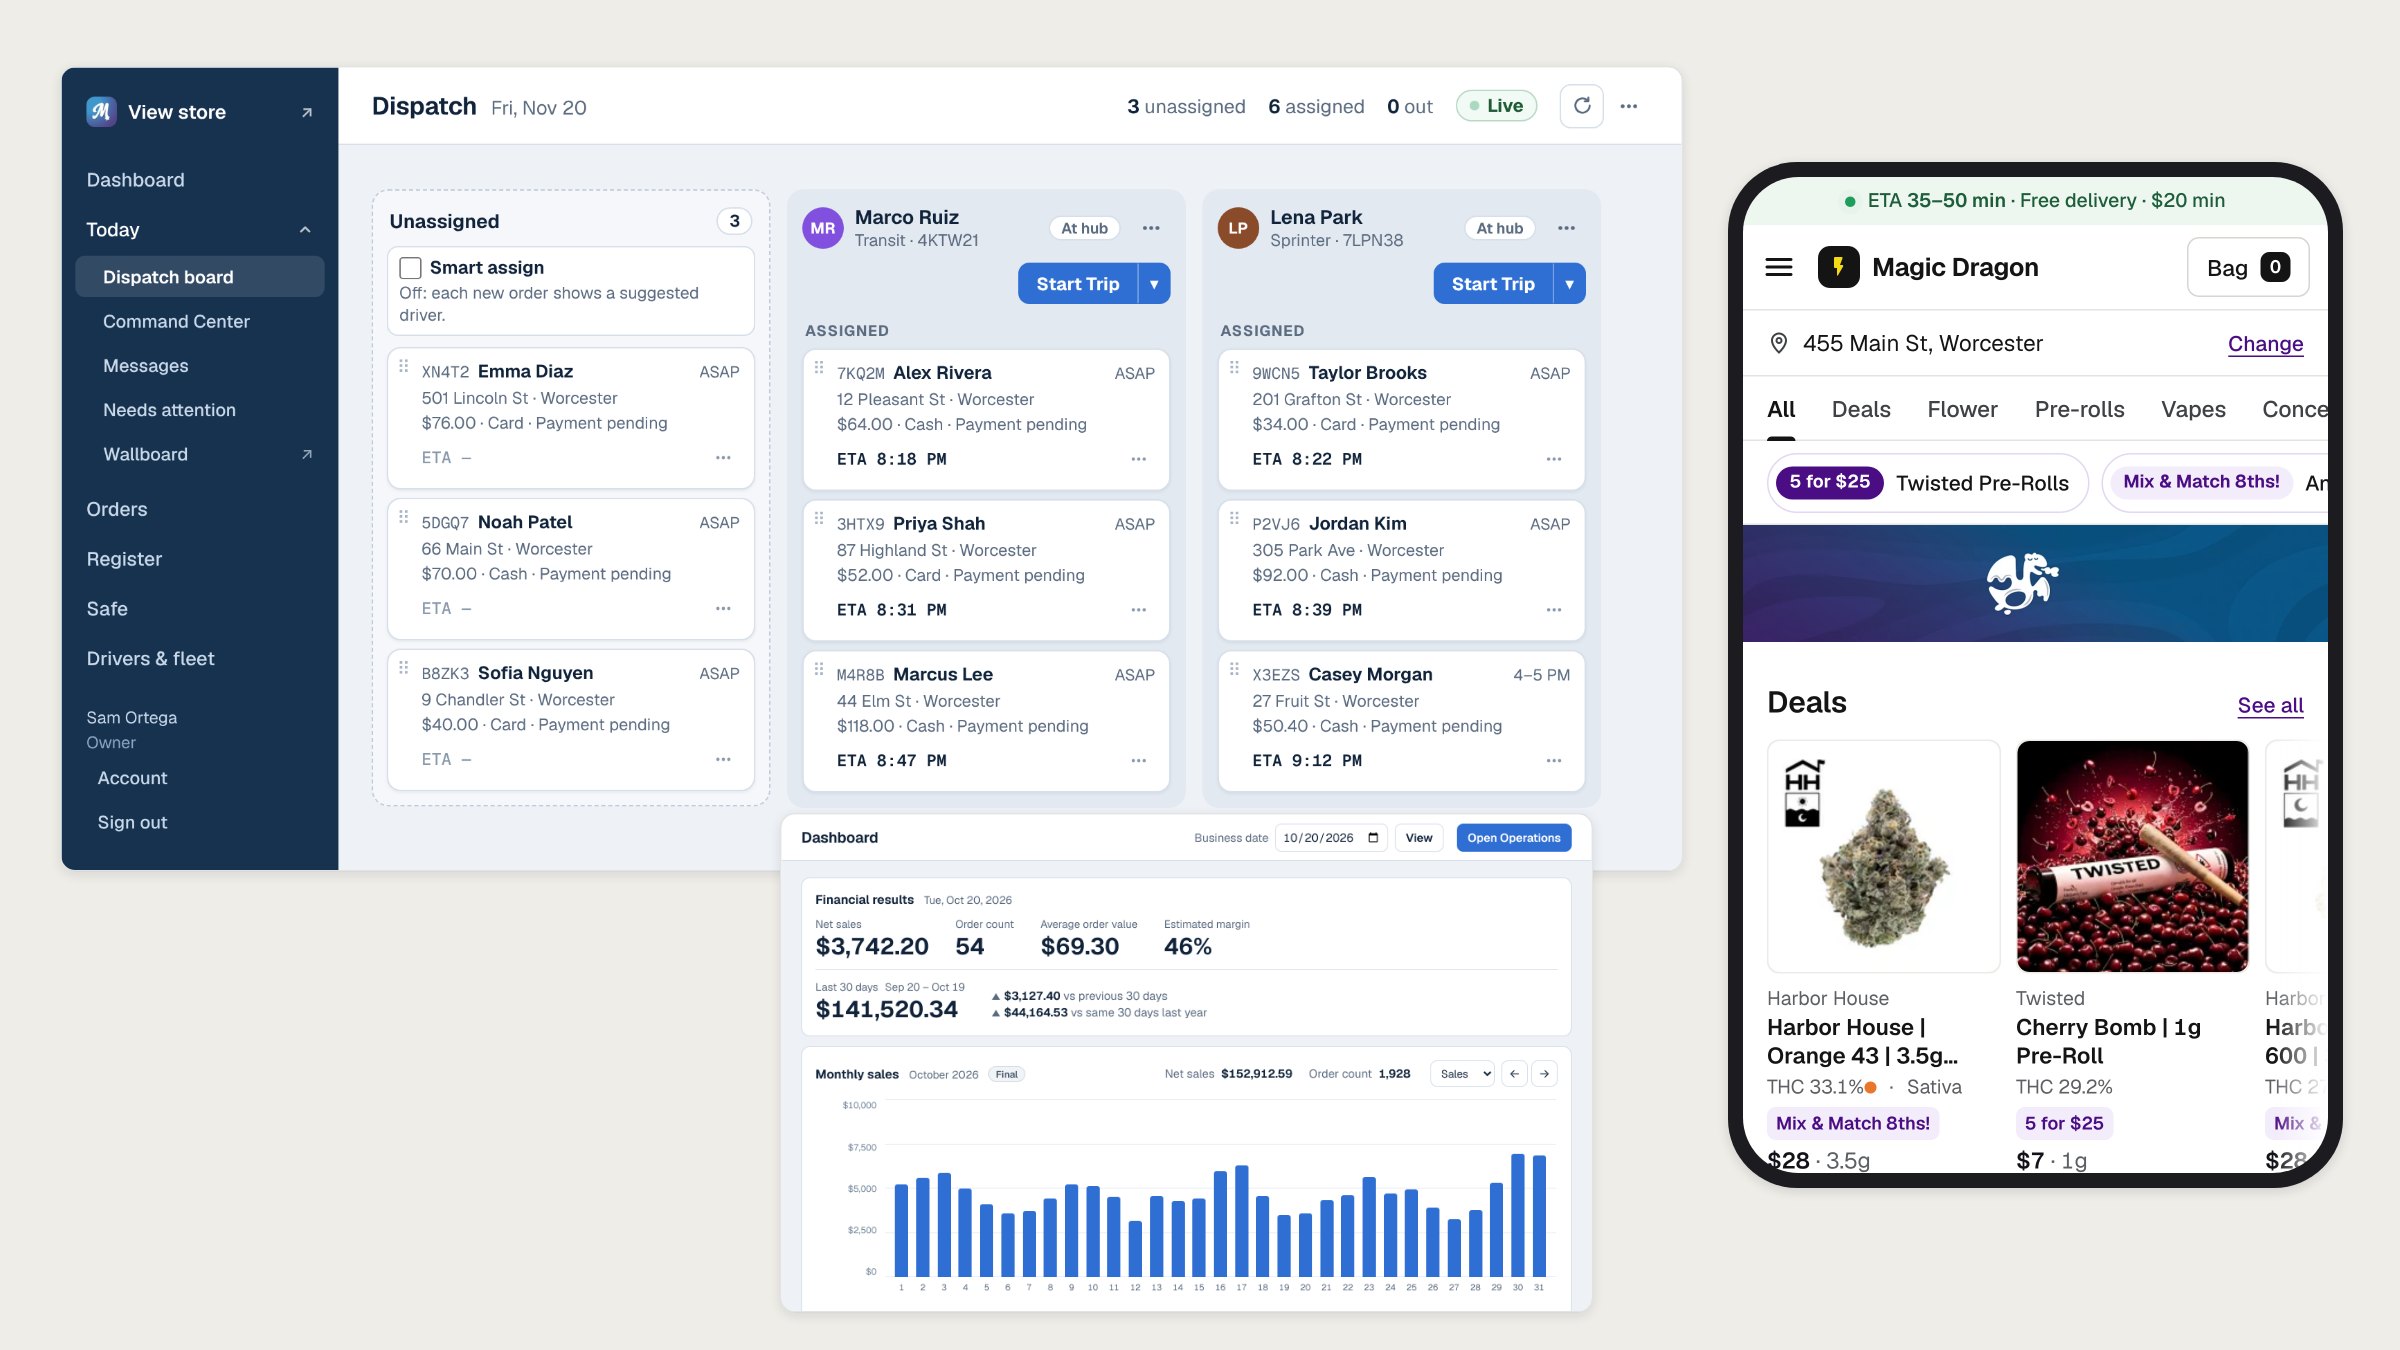 View store
Dashboard
Today
Dispatch board
Command Center
Messages
Needs attention
Wallboard
Orders
Register
Safe
Drivers & fleet
Sam Ortega
Owner
Account
Sign out
Dispatch Fri, Nov 20
3 unassigned 6 assigned 0 out Live
Unassigned 3
Smart assign
Off: each new order shows a suggested
driver.
XN4T2 Emma Diaz ASAP
501 Lincoln St · Worcester
$76.00 · Card · Payment pending
ETA –
5DGQ7 Noah Patel ASAP
66 Main St · Worcester
$70.00 · Cash · Payment pending
ETA –
B8ZK3 Sofia Nguyen ASAP
9 Chandler St · Worcester
$40.00 · Card · Payment pending
ETA –
MR Marco Ruiz At hub
Transit · 4KTW21
Start Trip
ASSIGNED
7KQ2M Alex Rivera ASAP
12 Pleasant St · Worcester
$64.00 · Cash · Payment pending
ETA 8:18 PM
3HTX9 Priya Shah ASAP
87 Highland St · Worcester
$52.00 · Card · Payment pending
ETA 8:31 PM
M4R8B Marcus Lee ASAP
44 Elm St · Worcester
$118.00 · Cash · Payment pending
ETA 8:47 PM
LP Lena Park At hub
Sprinter · 7LPN38
Start Trip
ASSIGNED
9WCN5 Taylor Brooks ASAP
201 Grafton St · Worcester
$34.00 · Card · Payment pending
ETA 8:22 PM
P2VJ6 Jordan Kim ASAP
305 Park Ave · Worcester
$92.00 · Cash · Payment pending
ETA 8:39 PM
X3EZS Casey Morgan 4–5 PM
27 Fruit St · Worcester
$50.40 · Cash · Payment pending
ETA 9:12 PM
Dashboard Business date 10/20/2026 View Open Operations
Financial results Tue, Oct 20, 2026
Net sales Order count Average order value Estimated margin
$3,742.20 54 $69.30 46%
Last 30 days Sep 20 – Oct 19
$141,520.34
▲ $3,127.40 vs previous 30 days
▲ $44,164.53 vs same 30 days last year
Monthly sales October 2026 Final Net sales $152,912.59 Order count 1,928 Sales ← →
$10,000
$7,500
$5,000
$2,500
$0
1 2 3 4 5 6 7 8 9 10 11 12 13 14 15 16 17 18 19 20 21 22 23 24 25 26 27 28 29 30 31
ETA 35–50 min · Free delivery · $20 min
Magic Dragon Bag 0
455 Main St, Worcester Change
All Deals Flower Pre-rolls Vapes Conce
5 for $25 Twisted Pre-Rolls Mix & Match 8ths! An
Deals See all
HH
TWISTED
HH
Harbor House
Harbor House |
Orange 43 | 3.5g...
THC 33.1% · Sativa
Mix & Match 8ths!
$28 · 3.5g
Twisted
Cherry Bomb | 1g
Pre-Roll
THC 29.2%
5 for $25
$7 · 1g
Harbor
Harbo
600 |
THC 2
Mix &
$28